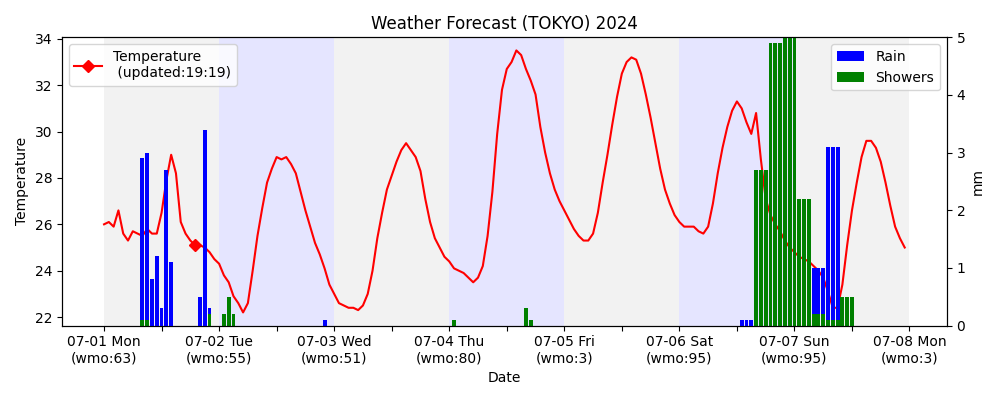 Weather Forecast (TOKYO) 2024
Temperature
(updated:19:19)
Rain
Showers
34
32
30
28
26
24
22
Temperature
5
4
3
2
1
0
mm
07-01 Mon
(wmo:63)
07-02 Tue
(wmo:55)
07-03 Wed
(wmo:51)
07-04 Thu
(wmo:80)
07-05 Fri
(wmo:3)
07-06 Sat
(wmo:95)
07-07 Sun
(wmo:95)
07-08 Mon
(wmo:3)
Date